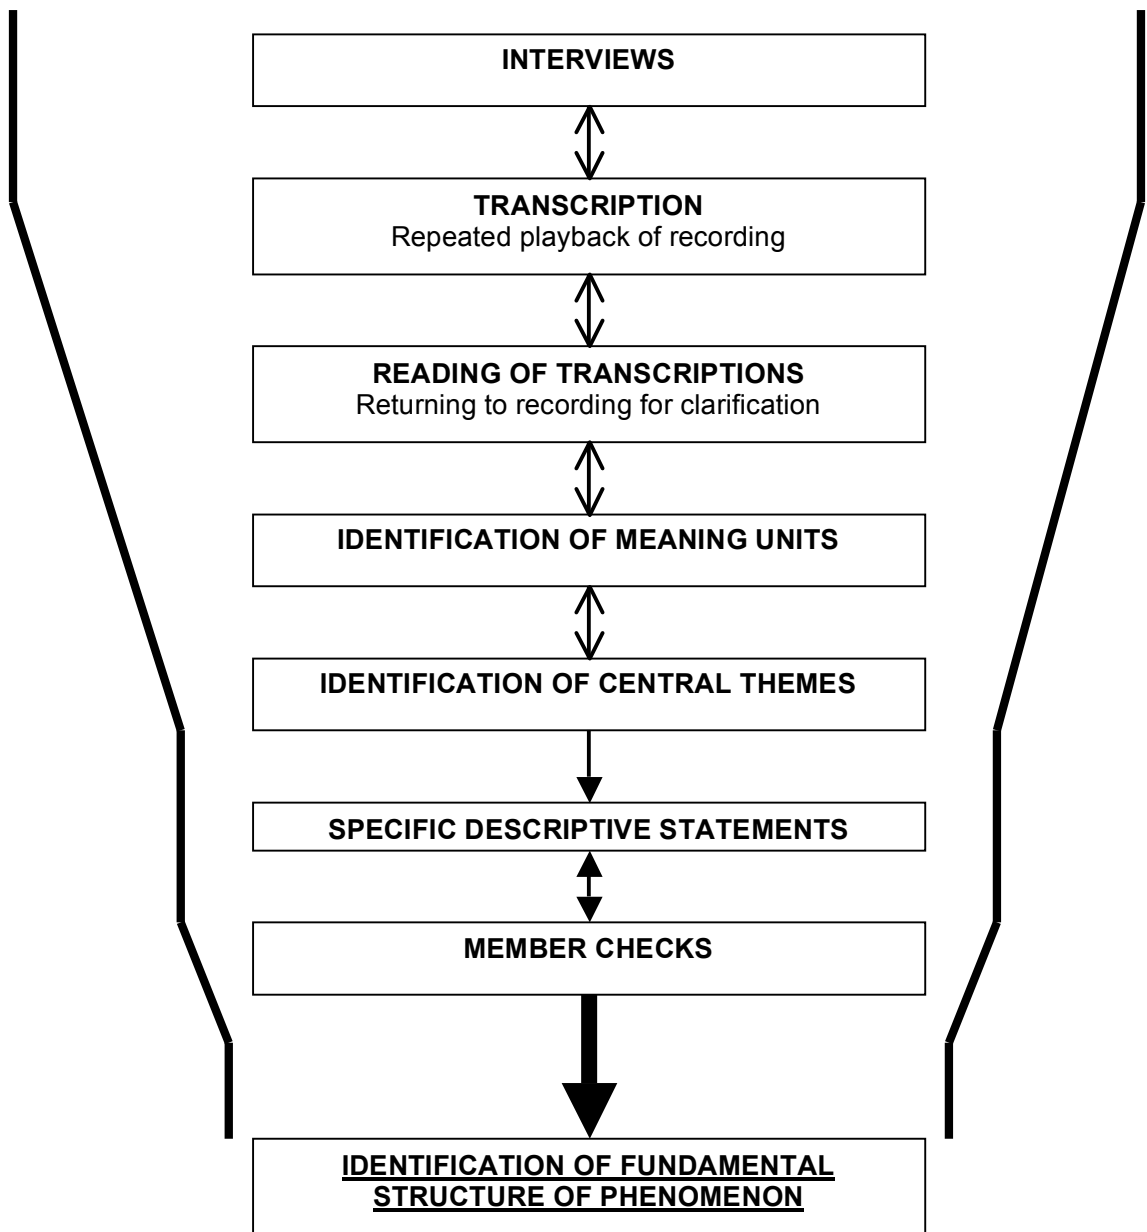 INTERVIEWS
TRANSCRIPTION
Repeated playback of recording
READING OF TRANSCRIPTIONS
Returning to recording for clarification
IDENTIFICATION OF MEANING UNITS
IDENTIFICATION OF CENTRAL THEMES
SPECIFIC DESCRIPTIVE STATEMENTS
MEMBER CHECKS
IDENTIFICATION OF FUNDAMENTAL
STRUCTURE OF PHENOMENON